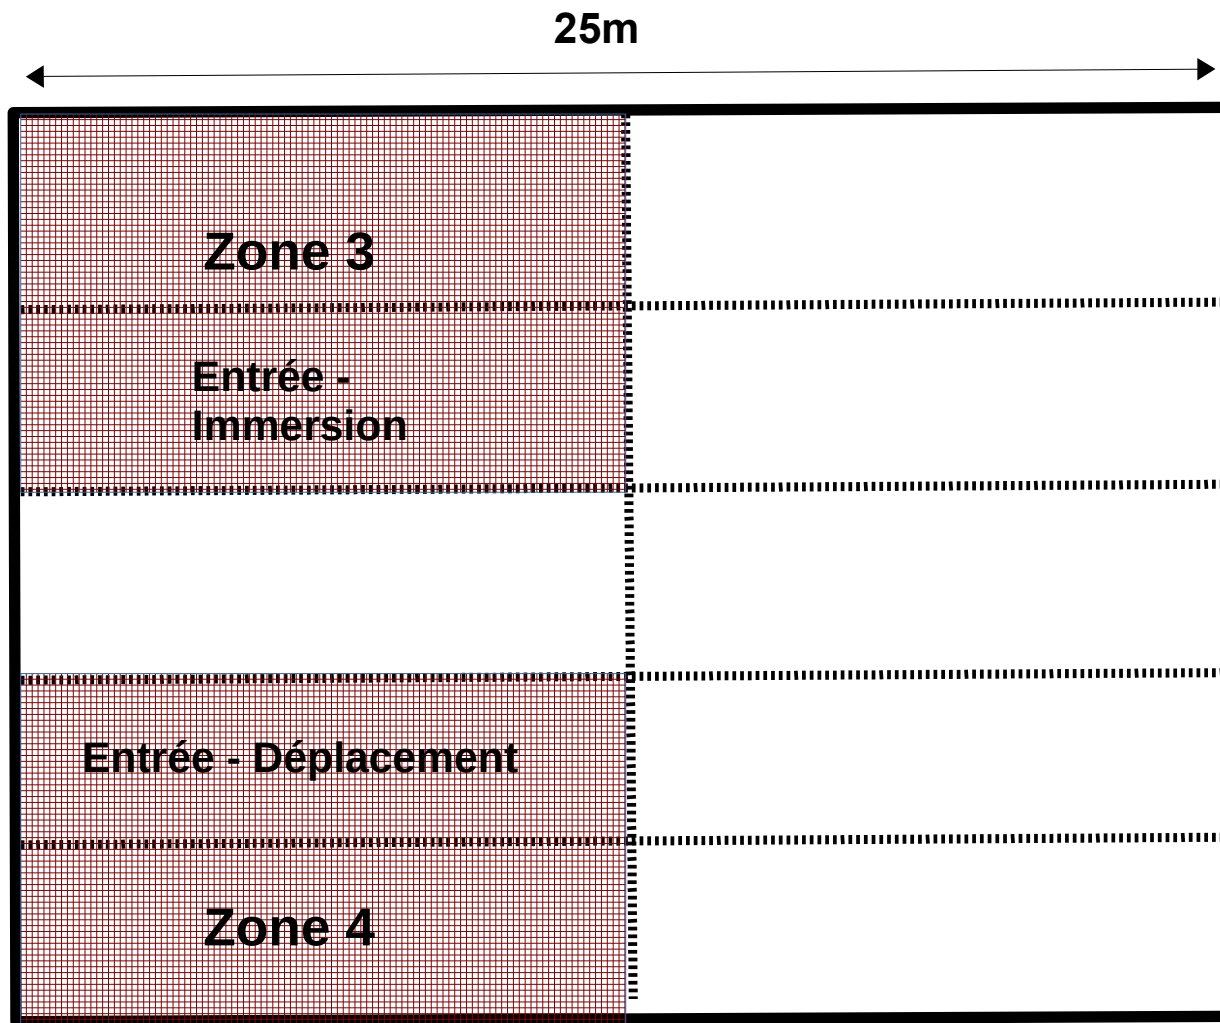 25m
Zone 3
Entrée -
Immersion
Entrée - Déplacement
Zone 4